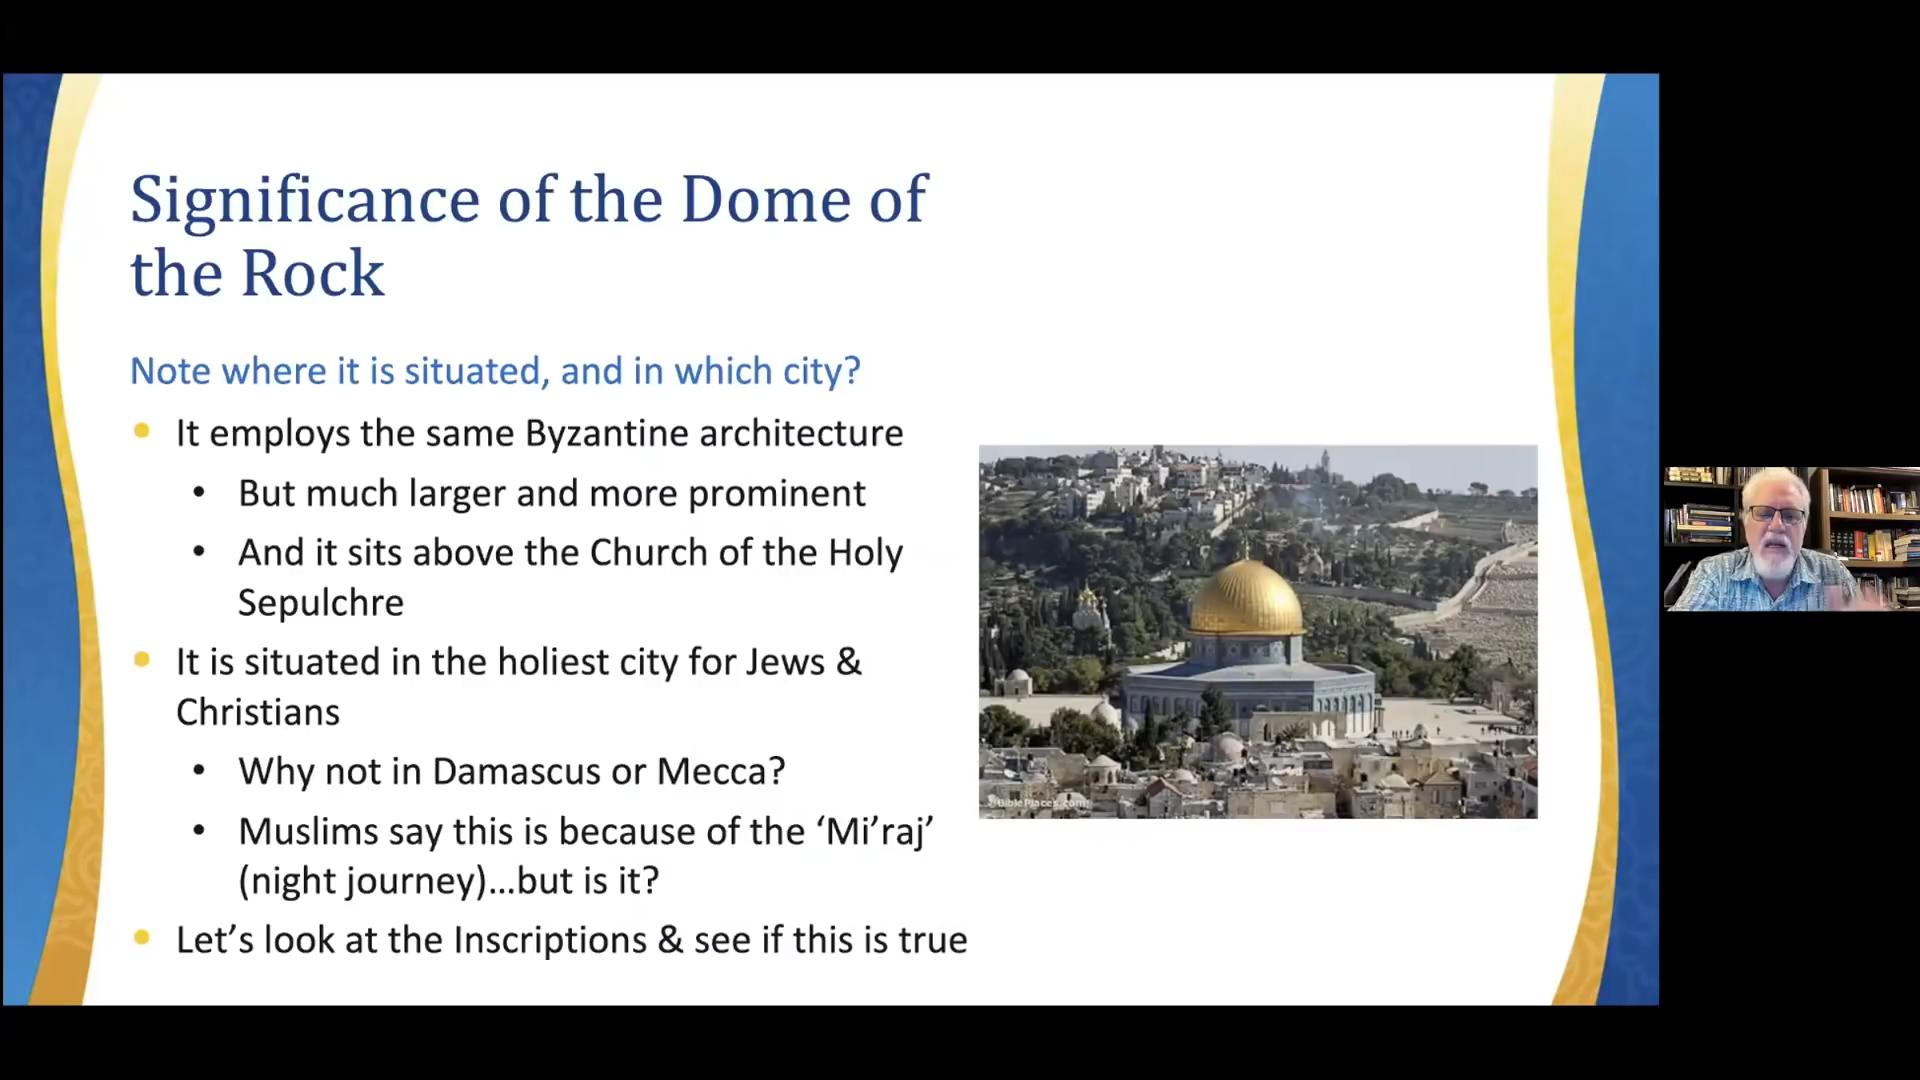 Significance of the Dome of
the Rock
Note where it is situated, and in which city?
• It employs the same Byzantine architecture
• But much larger and more prominent
• And it sits above the Church of the Holy
Sepulchre
• It is situated in the holiest city for Jews &
Christians
• Why not in Damascus or Mecca?
• Muslims say this is because of the ‘Mi’raj’
(night journey)...but is it?
• Let’s look at the Inscriptions & see if this is true
©BiblePlaces.com